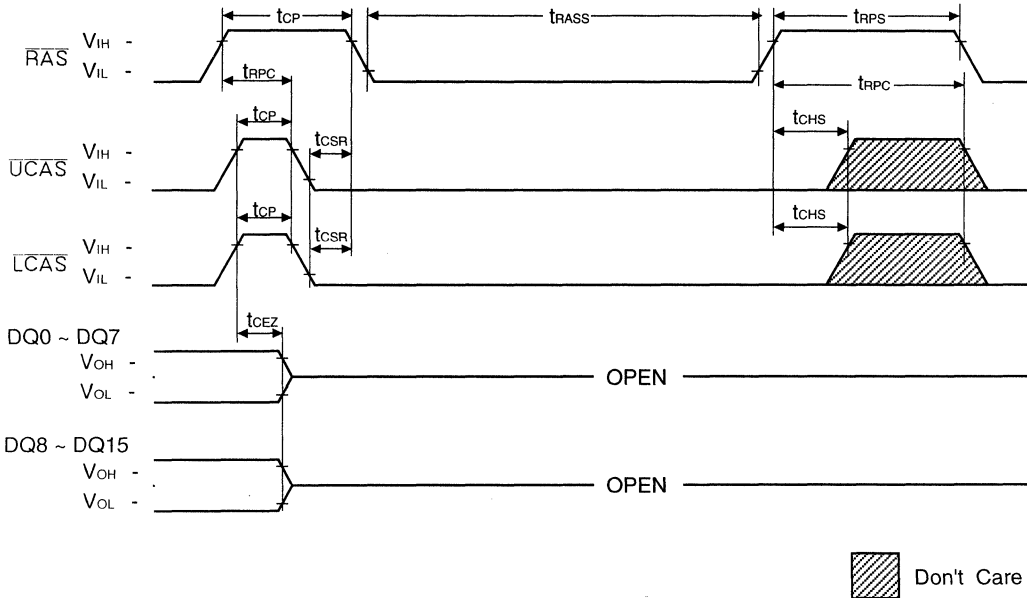 tCP tRASS tRPS
RAS VIH -
VIL -
tRPC tRPC
tCP tCSR tCHS
UCAS VIH -
VIL -
tCP tCSR tCHS
LCAS VIH -
VIL -
tCEZ
DQ0 ~ DQ7
VOH -
VOL -
OPEN
DQ8 ~ DQ15
VOH -
VOL -
OPEN
Don't Care